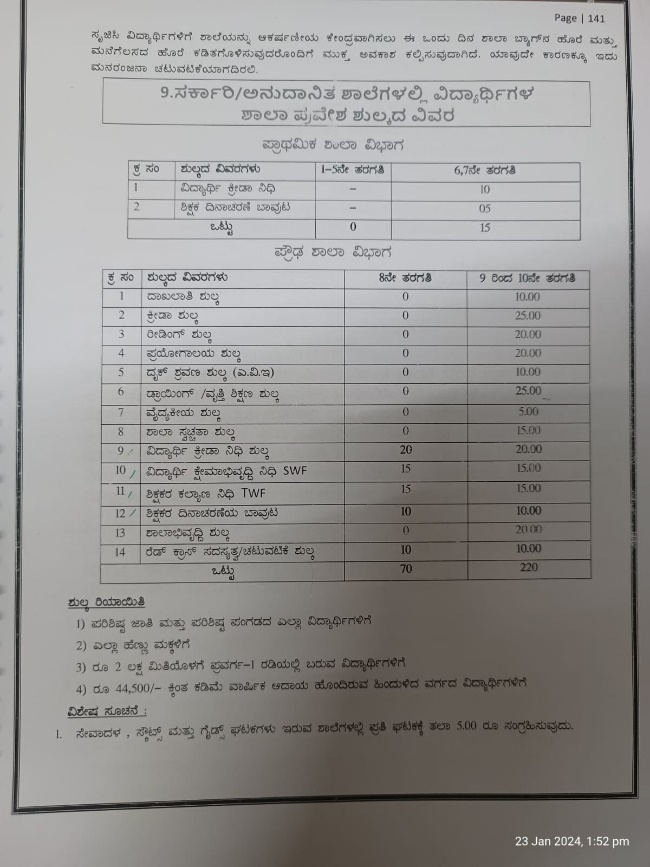 Page | 141
ಸೃಜಿಸಿ ವಿದ್ಯಾರ್ಥಿಗಳಿಗೆ ಶಾಲೆಯನ್ನು ಆಕರ್ಷಣೀಯ ಕೇಂದ್ರವಾಗಿಸಲು ಈ ಒಂದು ದಿನ ಶಾಲಾ ಬ್ಯಾಗ್‌ನ ಹೊರೆ ಮತ್ತು
ಮನೆಗೆಲಸದ ಹೊರೆ ಕಡಿತಗೊಳಿಸುವುದರೊಂದಿಗೆ ಮುಕ್ತ ಅವಕಾಶ ಕಲ್ಪಿಸುವುದಾಗಿದೆ. ಯಾವುದೇ ಕಾರಣಕ್ಕೂ ಇದು
ಮನರಂಜನಾ ಚಟುವಟಿಕೆಯಾಗದಿರಲಿ.
9.ಸರ್ಕಾರಿ/ಅನುದಾನಿತ ಶಾಲೆಗಳಲ್ಲಿ ವಿದ್ಯಾರ್ಥಿಗಳ
ಶಾಲಾ ಪ್ರವೇಶ ಶುಲ್ಕದ ವಿವರ
ಪ್ರಾಥಮಿಕ ಶಾಲಾ ವಿಭಾಗ
ಕ್ರ ಸಂ ಶುಲ್ಕದ ವಿವರಗಳು 1-5ನೇ ತರಗತಿ 6,7ನೇ ತರಗತಿ
1 ವಿದ್ಯಾರ್ಥಿ ಕ್ರೀಡಾ ನಿಧಿ - 10
2 ಶಿಕ್ಷಕ ದಿನಾಚರಣೆ ಬಾವುಟ - 05
ಒಟ್ಟು 0 15
ಪ್ರೌಢ ಶಾಲಾ ವಿಭಾಗ
ಕ್ರ ಸಂ ಶುಲ್ಕದ ವಿವರಗಳು 8ನೇ ತರಗತಿ 9 ರಿಂದ 10ನೇ ತರಗತಿ
1 ದಾಖಲಾತಿ ಶುಲ್ಕ 0 10.00
2 ಕ್ರೀಡಾ ಶುಲ್ಕ 0 25.00
3 ರೀಡಿಂಗ್ ಶುಲ್ಕ 0 20.00
4 ಪ್ರಯೋಗಾಲಯ ಶುಲ್ಕ 0 20.00
5 ದೃಕ್ ಶ್ರವಣ ಶುಲ್ಕ (ಎ.ವಿ.ಇ) 0 10.00
6 ಡ್ರಾಯಿಂಗ್ /ವೃತ್ತಿ ಶಿಕ್ಷಣ ಶುಲ್ಕ 0 25.00
7 ವೈದ್ಯಕೀಯ ಶುಲ್ಕ 0 5.00
8 ಶಾಲಾ ಸ್ವಚ್ಛತಾ ಶುಲ್ಕ 0 15.00
9 ವಿದ್ಯಾರ್ಥಿ ಕ್ರೀಡಾ ನಿಧಿ ಶುಲ್ಕ 20 20.00
10 ವಿದ್ಯಾರ್ಥಿ ಕ್ಷೇಮಾಭಿವೃದ್ಧಿ ನಿಧಿ SWF 15 15.00
11 ಶಿಕ್ಷಕರ ಕಲ್ಯಾಣ ನಿಧಿ TWF 15 15.00
12 ಶಿಕ್ಷಕರ ದಿನಾಚರಣೆಯ ಬಾವುಟ 10 10.00
13 ಶಾಲಾಭಿವೃದ್ಧಿ ಶುಲ್ಕ 0 20.00
14 ರೆಡ್ ಕ್ರಾಸ್ ಸದಸ್ಯತ್ವ/ಚಟುವಟಿಕೆ ಶುಲ್ಕ 10 10.00
ಒಟ್ಟು 70 220
ಶುಲ್ಕ ರಿಯಾಯಿತಿ
1) ಪರಿಶಿಷ್ಟ ಜಾತಿ ಮತ್ತು ಪರಿಶಿಷ್ಟ ಪಂಗಡದ ಎಲ್ಲಾ ವಿದ್ಯಾರ್ಥಿಗಳಿಗೆ
2) ಎಲ್ಲಾ ಹೆಣ್ಣು ಮಕ್ಕಳಿಗೆ
3) ರೂ 2 ಲಕ್ಷ ಮಿತಿಯೊಳಗೆ ಪ್ರವರ್ಗ-1 ರಡಿಯಲ್ಲಿ ಬರುವ ವಿದ್ಯಾರ್ಥಿಗಳಿಗೆ
4) ರೂ 44,500/- ಕ್ಕಿಂತ ಕಡಿಮೆ ವಾರ್ಷಿಕ ಆದಾಯ ಹೊಂದಿರುವ ಹಿಂದುಳಿದ ವರ್ಗದ ವಿದ್ಯಾರ್ಥಿಗಳಿಗೆ
ವಿಶೇಷ ಸೂಚನೆ :
1. ಸೇವಾದಳ , ಸ್ಕೌಟ್ಸ್ ಮತ್ತು ಗೈಡ್ಸ್ ಘಟಕಗಳು ಇರುವ ಶಾಲೆಗಳಲ್ಲಿ ಪ್ರತಿ ಘಟಕಕ್ಕೆ ತಲಾ 5.00 ರೂ ಸಂಗ್ರಹಿಸುವುದು.
23 Jan 2024, 1:52 pm